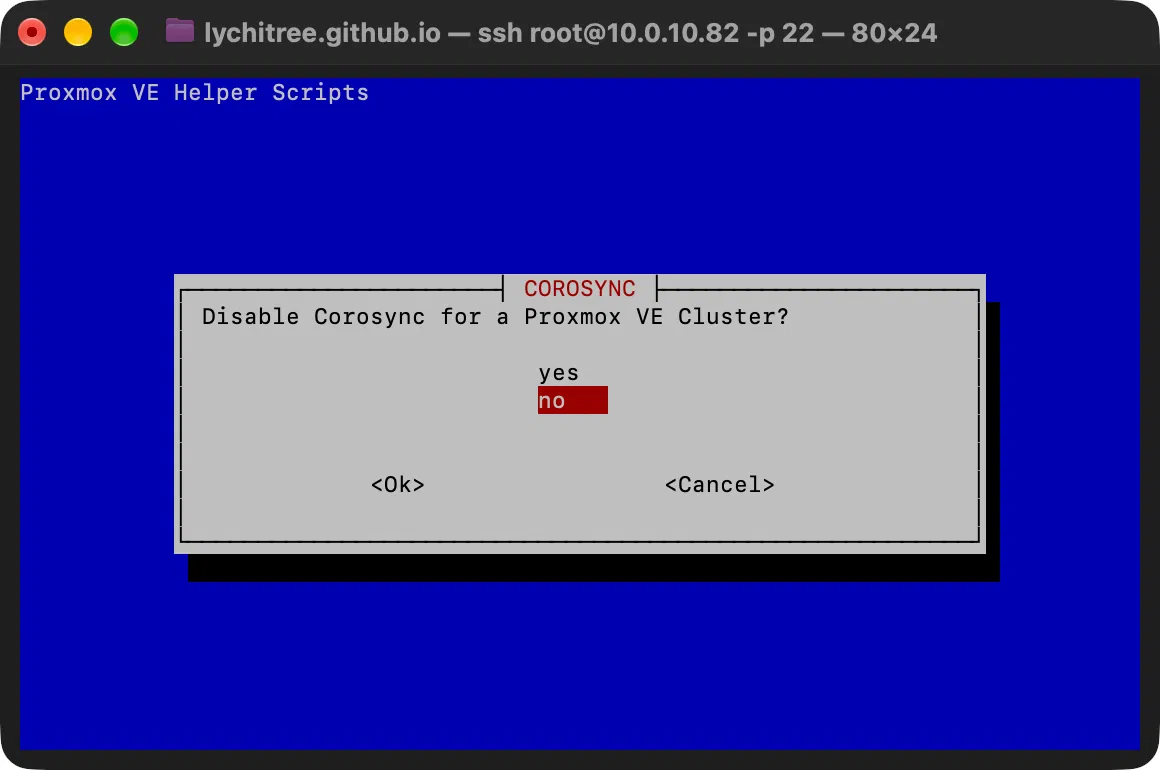 lychitree.github.io — ssh root@10.0.10.82 -p 22 — 80×24
Proxmox VE Helper Scripts
COROSYNC
Disable Corosync for a Proxmox VE Cluster?
yes
no
<Ok> <Cancel>